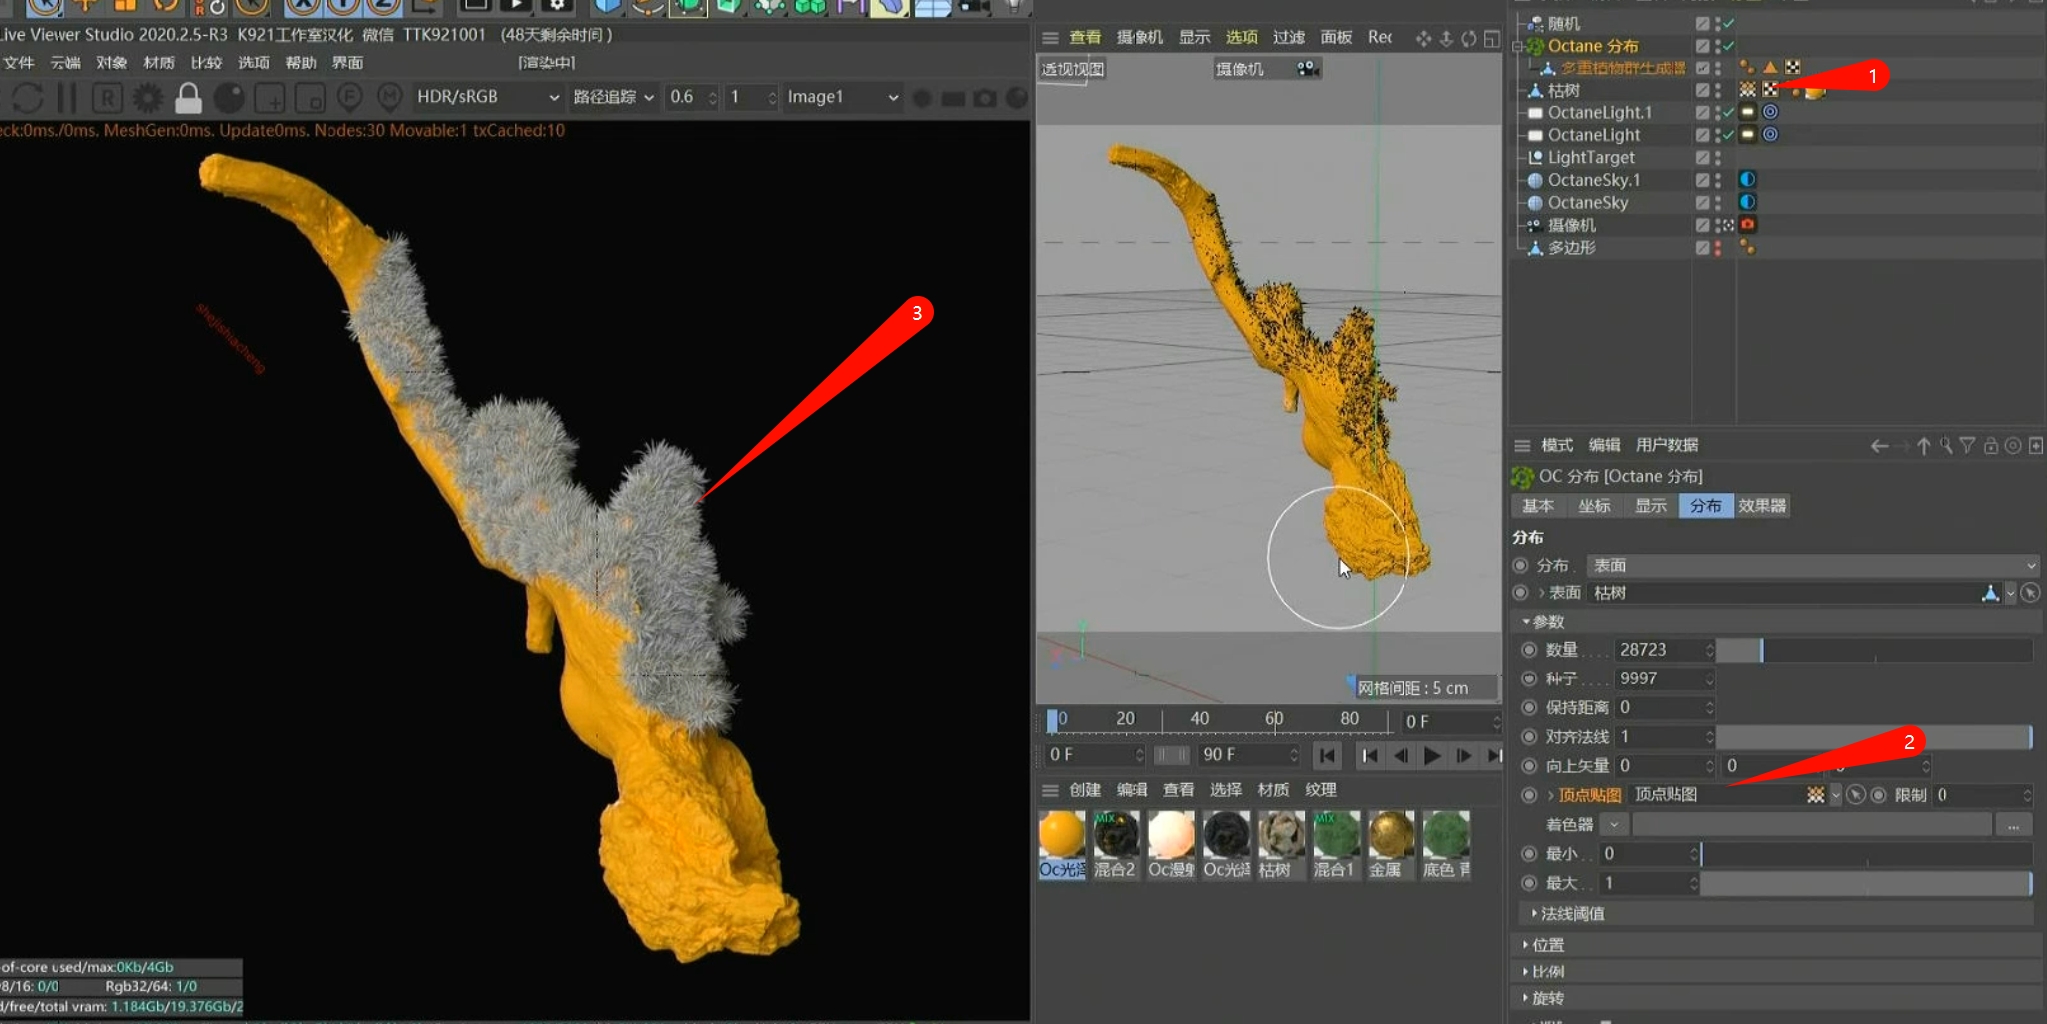 Live Viewer Studio 2020.2.5-R3 K921工作室汉化 微信 TTK921001 (48天剩余时间)
文件 云端 对象 材质 比较 选项 帮助 界面 [渲染中]
HDR/sRGB 路径追踪 0.6 1 Image1
eck:0ms./0ms. MeshGen:0ms. Update0ms. Nodes:30 Movable:1 txCached:10
shejishiacheng
3
-of-core used/max:0Kb/4Gb
8/16: 0/0 Rgb32/64: 1/0
d/free/total vram: 1.184Gb/19.376Gb/2
查看 摄像机 显示 选项 过滤 面板 Rec
透视视图 摄像机
网格间距 : 5 cm
0 20 40 60 80 0 F
0 F 90 F
创建 编辑 查看 选择 材质 纹理
MIX MIX
Oc光泽 混合2 Oc漫射 Oc光泽 枯树 混合1 金属 底色 青
随机
Octane 分布
多重植物群生成器
枯树
1
OctaneLight.1
OctaneLight
LightTarget
OctaneSky.1
OctaneSky
摄像机
多边形
模式 编辑 用户数据
OC 分布 [Octane 分布]
基本 坐标 显示 分布 效果器
分布
分布 . 表面
表面 枯树
参数
数量 . . . . 28723
种子 . . . . 9997
保持距离 0
对齐法线 1
2
向上矢量 0 0
顶点贴图 顶点贴图 限制 0
着色器 ...
最小 . . 0
最大 . . 1
法线阈值
位置
比例
旋转